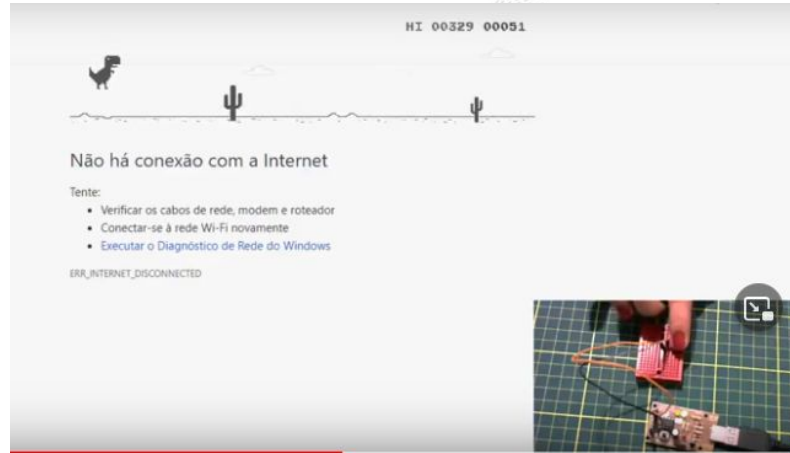 HI 00329 00051
Não há conexão com a Internet
Tente:
Verificar os cabos de rede, modem e roteador
Conectar-se à rede Wi-Fi novamente
Executar o Diagnóstico de Rede do Windows
ERR_INTERNET_DISCONNECTED